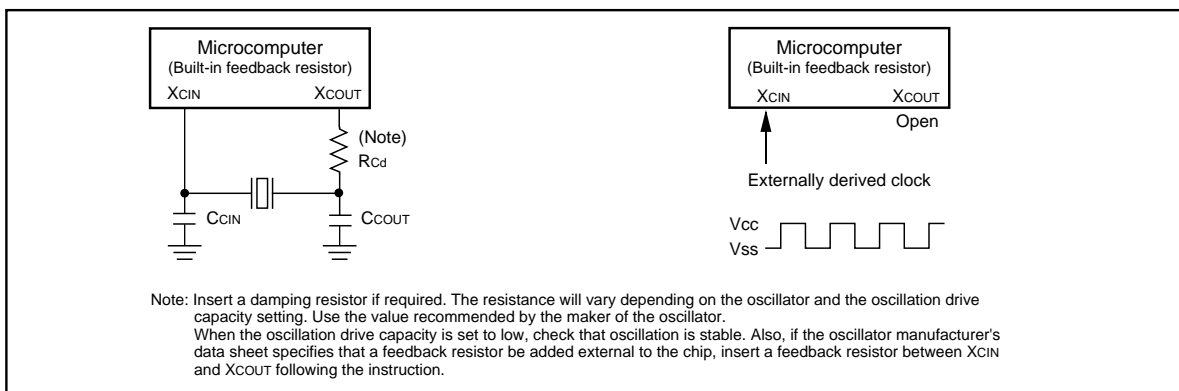 Microcomputer
(Built-in feedback resistor)
XCIN XCOUT
(Note)
RCd
CCIN
CCOUT
Microcomputer
(Built-in feedback resistor)
XCIN XCOUT
Open
Externally derived clock
Vcc
Vss
Note: Insert a damping resistor if required. The resistance will vary depending on the oscillator and the oscillation drive
capacity setting. Use the value recommended by the maker of the oscillator.
When the oscillation drive capacity is set to low, check that oscillation is stable. Also, if the oscillator manufacturer's
data sheet specifies that a feedback resistor be added external to the chip, insert a feedback resistor between XCIN
and XCOUT following the instruction.